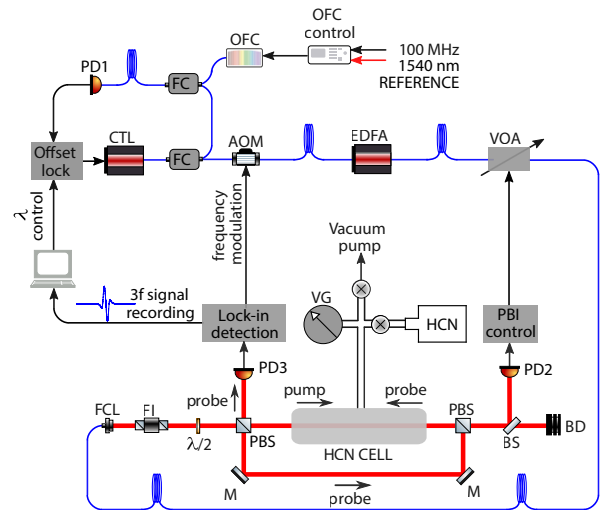 OFC
control
OFC
100 MHz
1540 nm
REFERENCE
PD1
FC
CTL
AOM
EDFA
VOA
Offset
lock
FC
λ
control
frequency
modulation
Vacuum
pump
3f signal
recording
Lock-in
detection
VG
HCN
PBI
control
PD3
PD2
probe
pump
probe
FCL
FI
PBS
BD
λ/2
PBS
BS
HCN CELL
M
probe
M